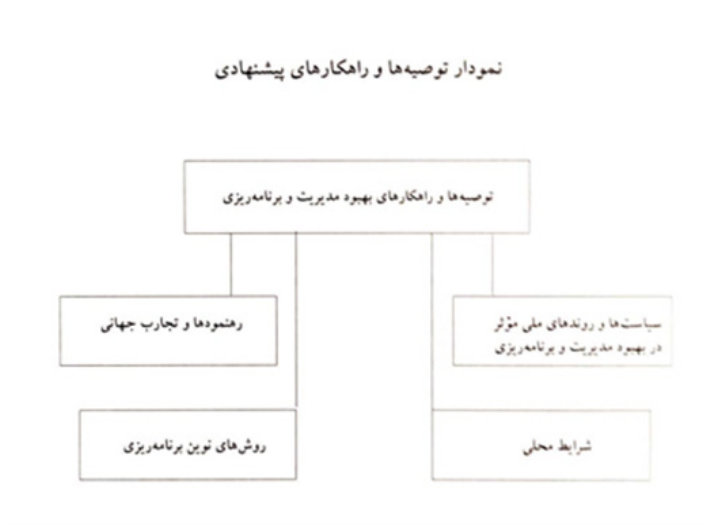 نمودار توصیه‌ها و راهکارهای پیشنهادی
توصیه‌ها و راهکارهای بهبود مدیریت و برنامه‌ریزی
سیاست‌ها و روندهای ملی مؤثر
در بهبود مدیریت و برنامه‌ریزی
رهنمودها و تجارب جهانی
شرایط محلی
روش‌های نوین برنامه‌ریزی